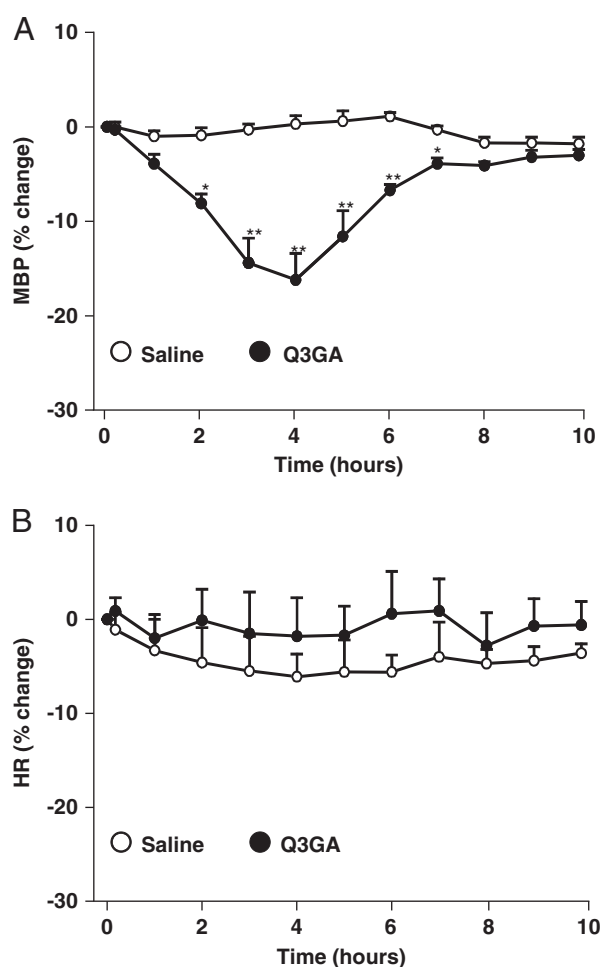 A
10
0
-10
-20
-30
MBP (% change)
*
**
**
**
**
*
Saline
Q3GA
0 2 4 6 8 10
Time (hours)
B
10
0
-10
-20
-30
HR (% change)
Saline
Q3GA
0 2 4 6 8 10
Time (hours)